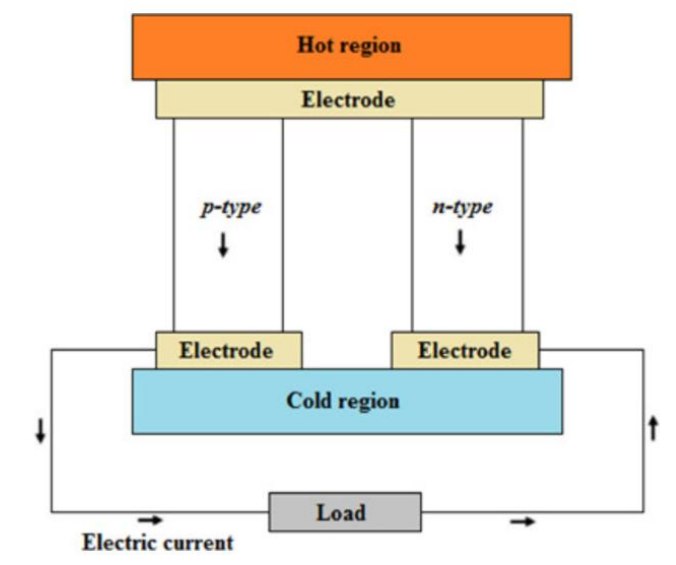 Hot region
Electrode
p-type
n-type
Electrode
Electrode
Cold region
Load
Electric current